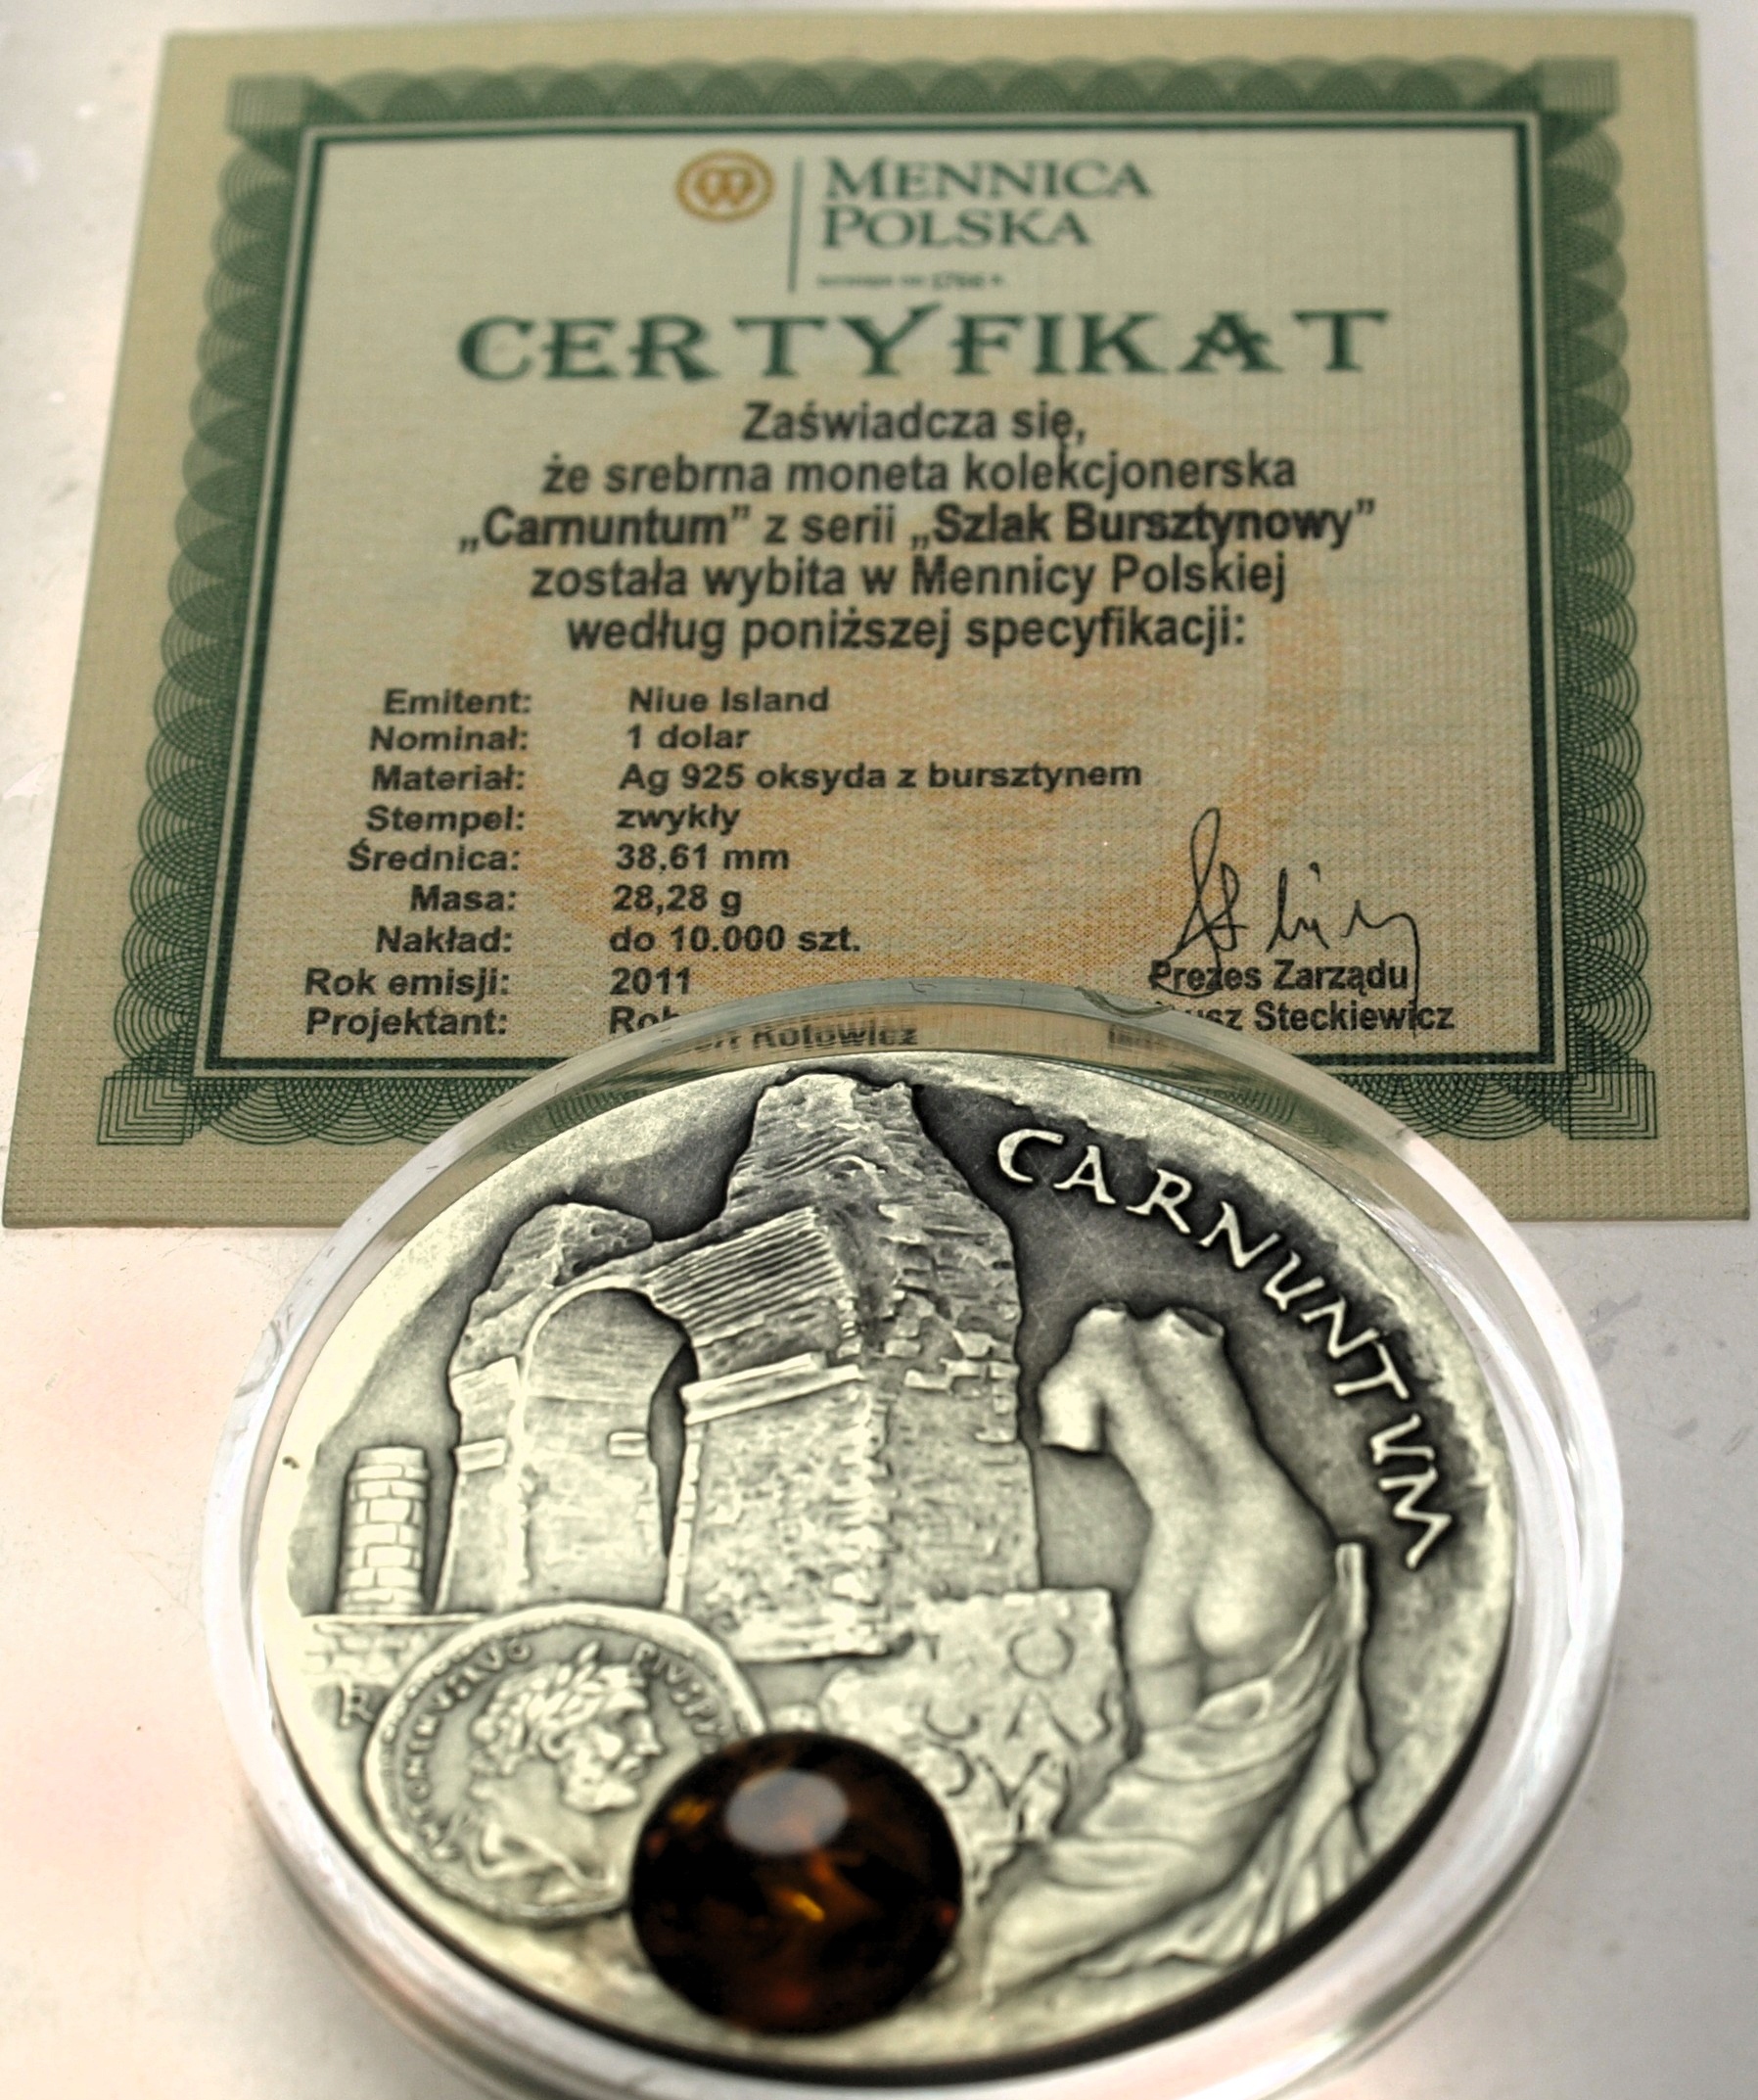 MENNICA
POLSKA
CERTYFIKAT
Zaświadcza się,
że srebrna moneta kolekcjonerska
„Carnuntum” z serii „Szlak Bursztynowy”
została wybita w Mennicy Polskiej
według poniższej specyfikacji:
Emitent: Niue Island
Nominał: 1 dolar
Materiał: Ag 925 oksyda z bursztynem
Stempel: zwykły
Średnica: 38,61 mm
Masa: 28,28 g
Nakład: do 10.000 szt.
Rok emisji: 2011
Projektant: Kotowicz
Prezes Zarządu
Steckiewicz
CARNUNTUM